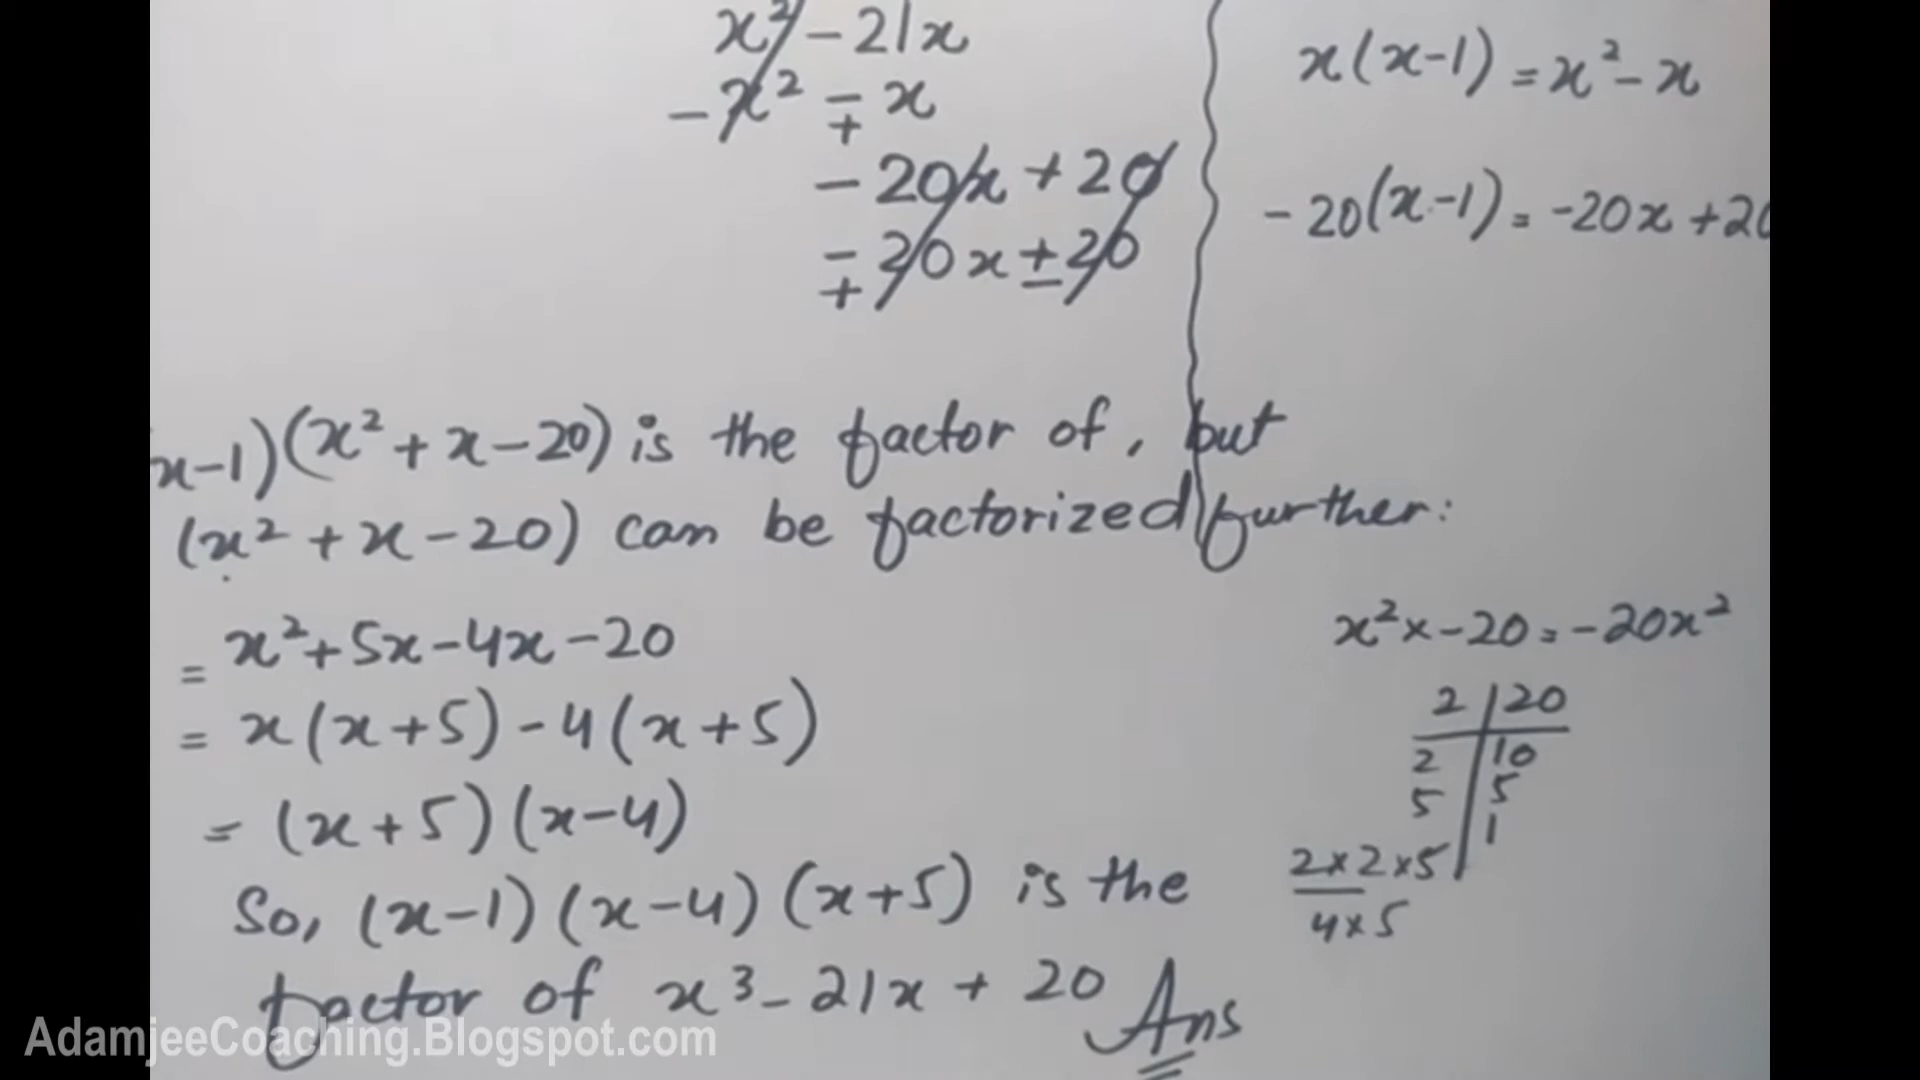 x² - 21x
- x² ∓ x
- 20x + 20
∓ 20x ± 20
x(x-1) = x² - x
- 20(x-1) = -20x + 20
x-1)(x² + x - 20) is the factor of, but
(x² + x - 20) can be factorized further:
= x² + 5x - 4x - 20
= x(x+5) - 4(x+5)
= (x+5)(x-4)
So, (x-1)(x-4)(x+5) is the
factor of x³ - 21x + 20 Ans
x² × -20 = -20x²
2 | 20
2 | 10
5 | 5
| 1
2×2×5
4×5
AdamjeeCoaching.Blogspot.com